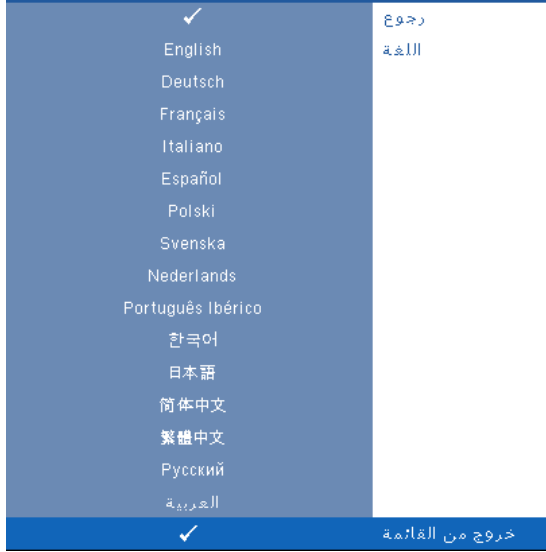 رجوع ✓
اللغة English
Deutsch
Français
Italiano
Español
Polski
Svenska
Nederlands
Português Ibérico
한국어
日本語
简体中文
繁體中文
Русский
العربية
خروج من القائمة ✓